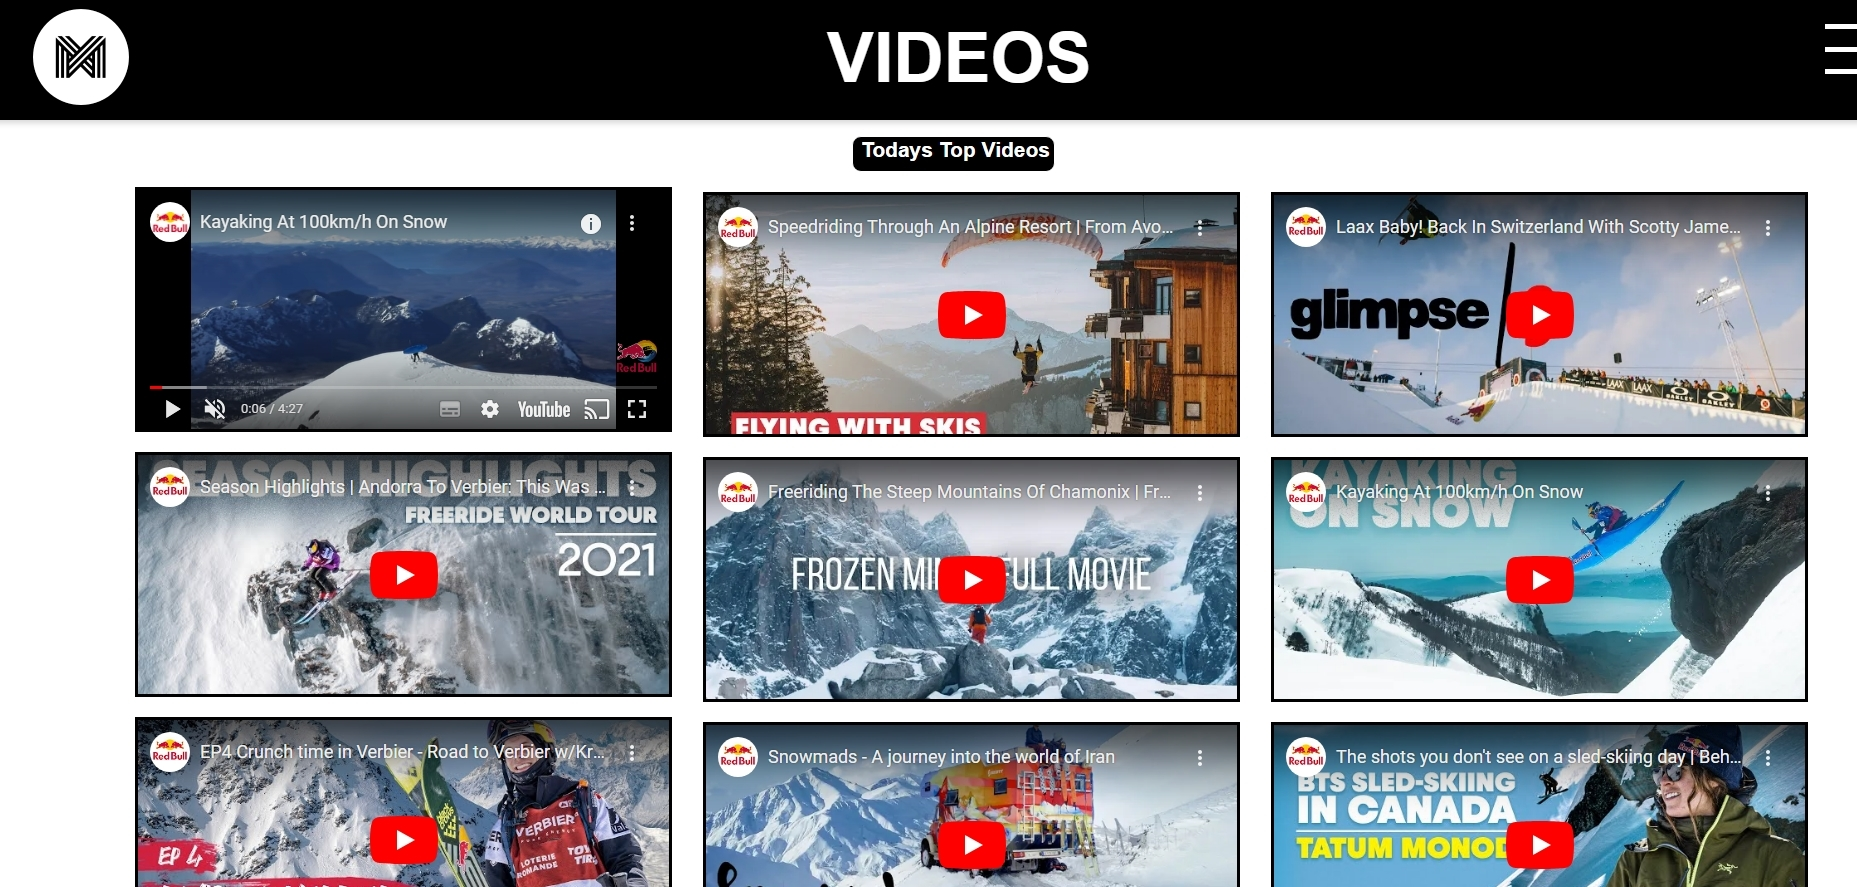 VIDEOS
Todays Top Videos
Red Bull
Kayaking At 100km/h On Snow
Red Bull
0:06 / 4:27
YouTube
Red Bull
Speedriding Through An Alpine Resort | From Avo...
FLYING WITH SKIS
Red Bull
Laax Baby! Back In Switzerland With Scotty Jame...
glimpse
LAAX
LAAX
OAKLEY
OAKLEY
SEASON HIGHLIGHTS
Red Bull
Season Highlights | Andorra To Verbier: This Was ...
FREERIDE WORLD TOUR
2021
Red Bull
Freeriding The Steep Mountains Of Chamonix | Fr...
FROZEN MI ULL MOVIE
KAYAKING
Red Bull
Kayaking At 100km/h On Snow
ON SNOW
Red Bull
EP4 Crunch time in Verbier - Road to Verbier w/Kr...
VERBIER
LOTERIE
ROMANDE
EP 4
Red Bull
Snowmads - A journey into the world of Iran
Red Bull
The shots you don't see on a sled-skiing day | Beh...
BTS SLED-SKIING
IN CANADA
TATUM MONOD